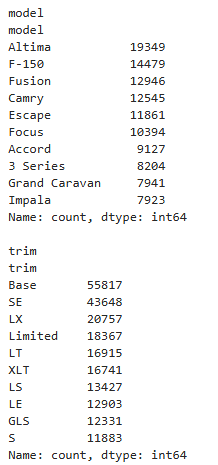 model
model
Altima 19349
F-150 14479
Fusion 12946
Camry 12545
Escape 11861
Focus 10394
Accord 9127
3 Series 8204
Grand Caravan 7941
Impala 7923
Name: count, dtype: int64
trim
trim
Base 55817
SE 43648
LX 20757
Limited 18367
LT 16915
XLT 16741
LS 13427
LE 12903
GLS 12331
S 11883
Name: count, dtype: int64